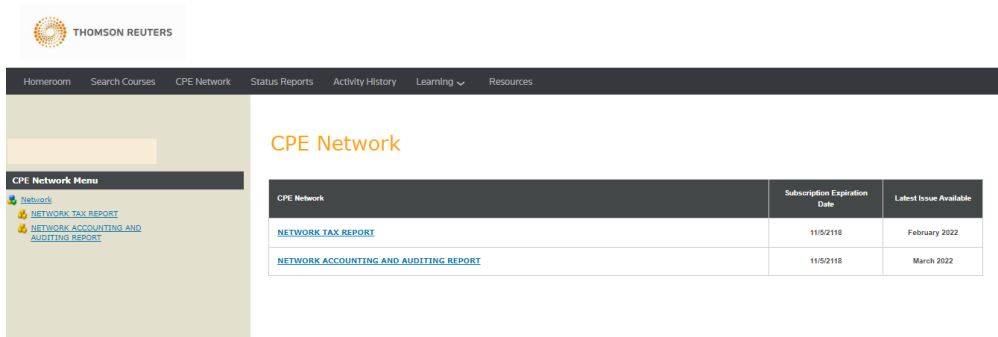 THOMSON REUTERS
Homeroom Search Courses CPE Network Status Reports Activity History Learning Resources
CPE Network
CPE Network Menu
Network
NETWORK TAX REPORT
NETWORK ACCOUNTING AND
AUDITING REPORT
CPE Network Subscription Expiration Date Latest Issue Available
NETWORK TAX REPORT 11/5/2118 February 2022
NETWORK ACCOUNTING AND AUDITING REPORT 11/5/2118 March 2022